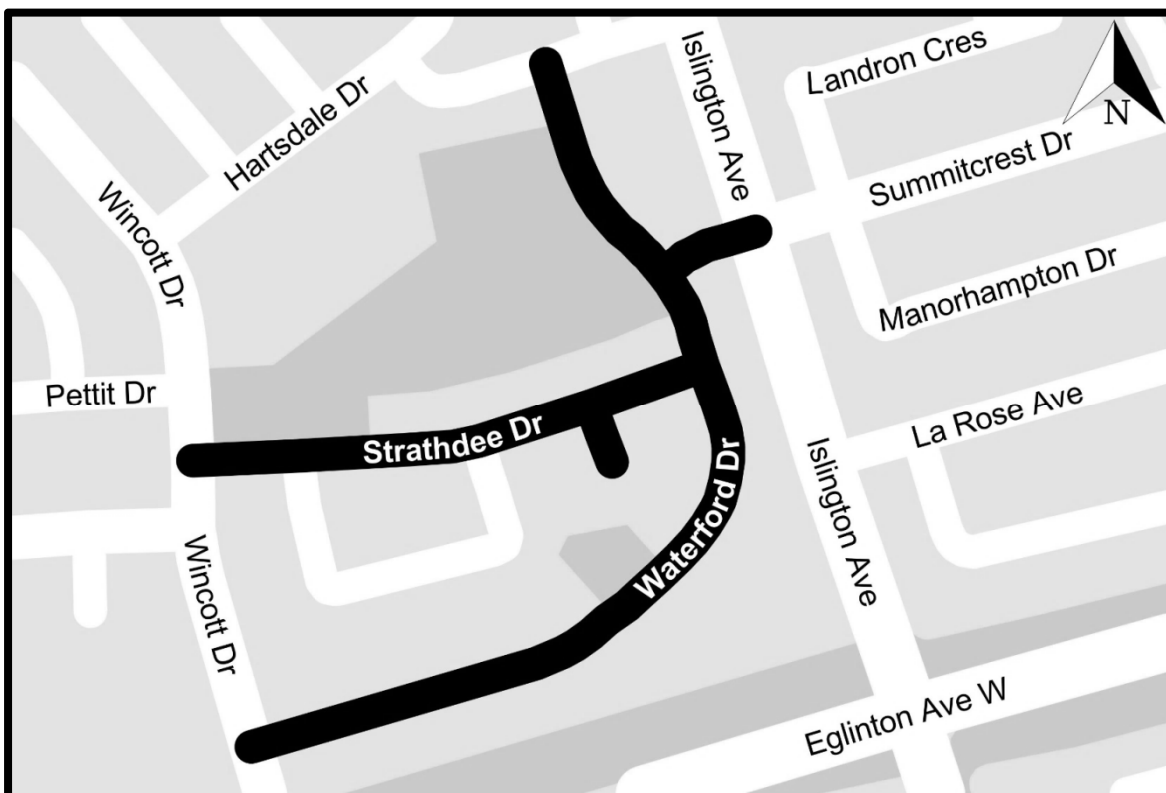 Islington Ave
Landron Cres
N
Hartsdale Dr
Summitcrest Dr
Wincott Dr
Manorhampton Dr
Pettit Dr
La Rose Ave
Strathdee Dr
Islington Ave
Waterford Dr
Wincott Dr
Eglinton Ave W